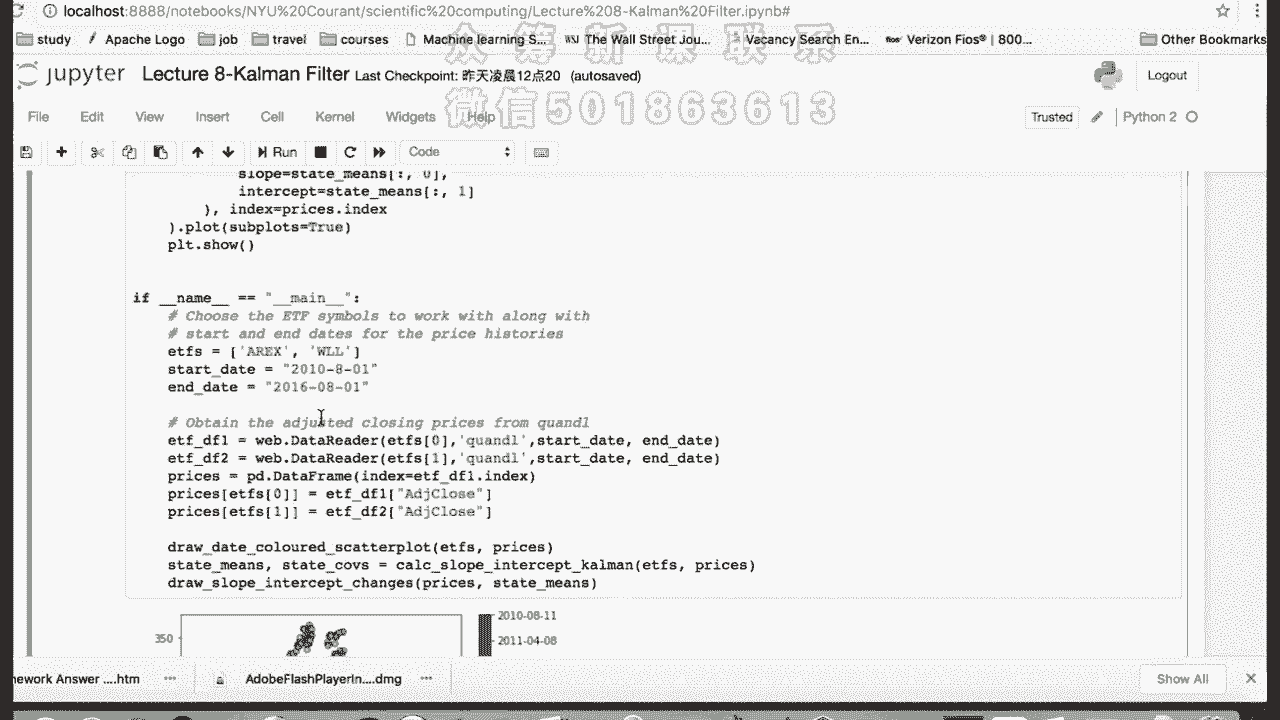 localhost:8888/notebooks/NYU%20Courant/scientific%20computing/Lecture%208-Kalman%20Filter.ipynb#
study Apache Logo job travel courses Machine learning S... WSJ The Wall Street Jou... Vacancy Search En... Verizon Fios® | 800... Other Bookmarks
众筹新课联系
微信501863613
jupyter Lecture 8-Kalman Filter Last Checkpoint: 昨天凌晨12点20 (autosaved) Logout
File Edit View Insert Cell Kernel Widgets Help Trusted Python 2
Run Code
slope=state_means[:, 0],
intercept=state_means[:, 1]
), index=prices.index
).plot(subplots=True)
plt.show()
if __name__ == "__main__":
# Choose the ETF symbols to work with along with
# start and end dates for the price histories
etfs = ['AREX', 'WLL']
start_date = "2010-8-01"
end_date = "2016-08-01"
# Obtain the adjusted closing prices from quandl
etf_df1 = web.DataReader(etfs[0],'quandl',start_date, end_date)
etf_df2 = web.DataReader(etfs[1],'quandl',start_date, end_date)
prices = pd.DataFrame(index=etf_df1.index)
prices[etfs[0]] = etf_df1["AdjClose"]
prices[etfs[1]] = etf_df2["AdjClose"]
draw_date_coloured_scatterplot(etfs, prices)
state_means, state_covs = calc_slope_intercept_kalman(etfs, prices)
draw_slope_intercept_changes(prices, state_means)
2010-08-11
350
2011-04-08
ework Answer ....htm AdobeFlashPlayerIn....dmg Show All